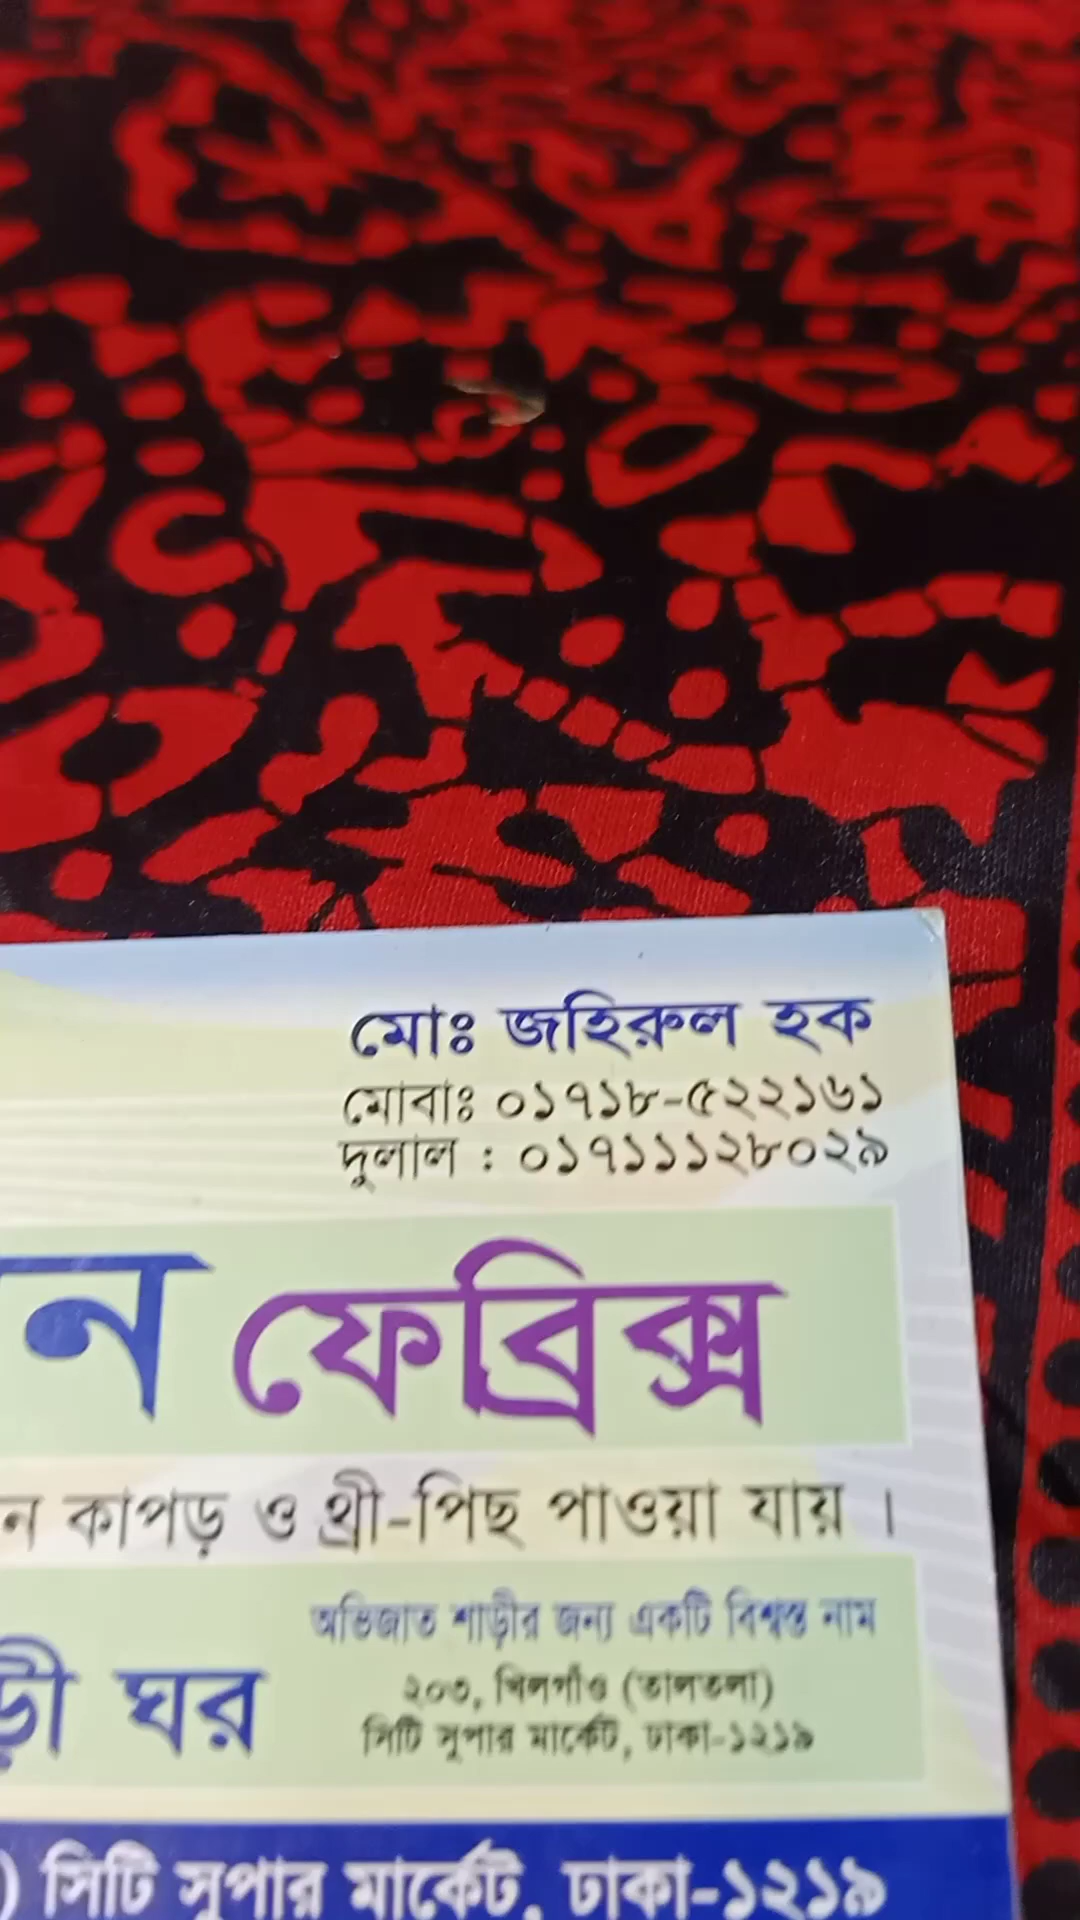 মোঃ জহিরুল হক
মোবাঃ ০১৭১৮-৫২২১৬১
দুলাল : ০১৭১১১২৮০২৯
ন ফেব্রিক্স
ন কাপড় ও থ্রী-পিছ পাওয়া যায় ।
অভিজাত শাড়ীর জন্য একটি বিশ্বস্ত নাম
ড়ী ঘর
২০৩, খিলগাঁও (তালতলা)
সিটি সুপার মার্কেট, ঢাকা-১২১৯
) সিটি সুপার মার্কেট, ঢাকা-১২১৯